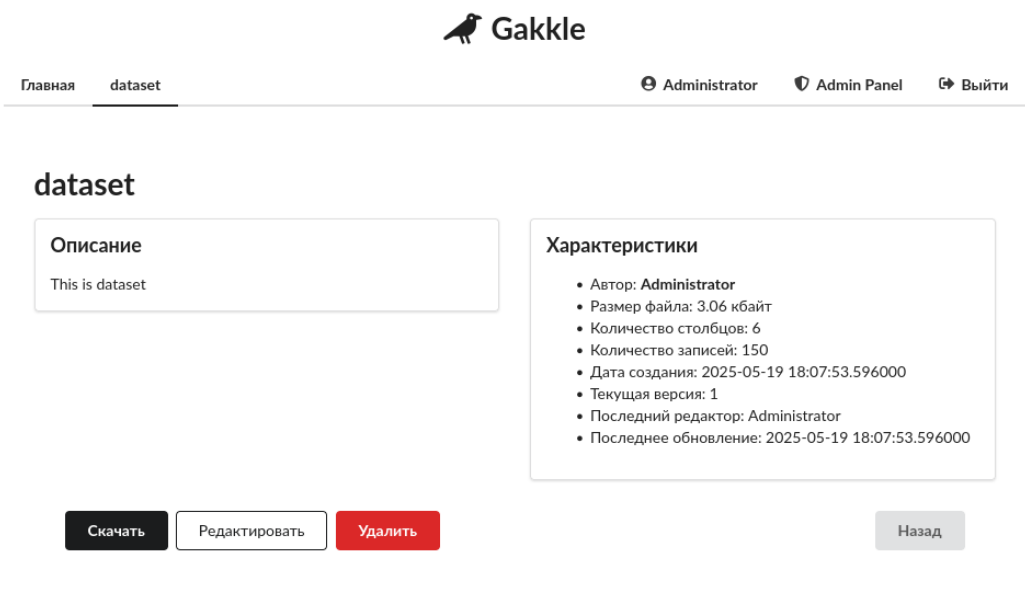 Gakkle
Главная dataset Administrator Admin Panel Выйти
dataset
Описание
This is dataset
Характеристики
• Автор: Administrator
• Размер файла: 3.06 кбайт
• Количество столбцов: 6
• Количество записей: 150
• Дата создания: 2025-05-19 18:07:53.596000
• Текущая версия: 1
• Последний редактор: Administrator
• Последнее обновление: 2025-05-19 18:07:53.596000
Скачать Редактировать Удалить Назад